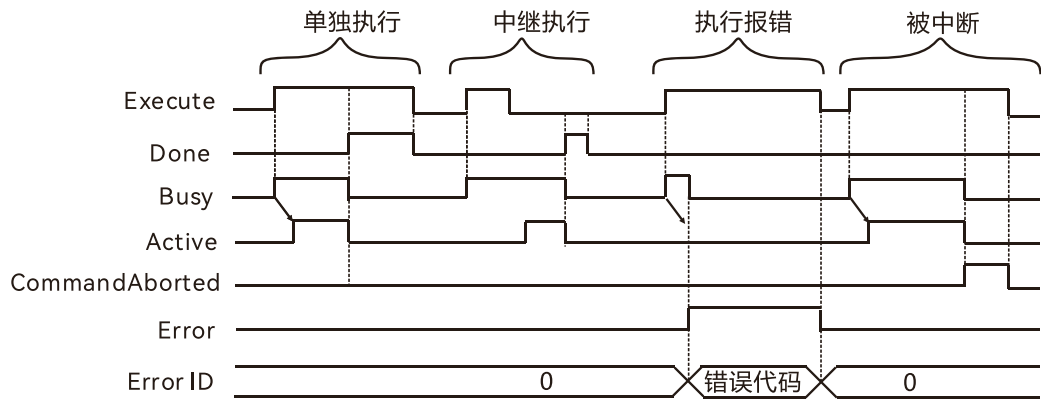 单独执行 中继执行 执行报错 被中断
Execute
Done
Busy
Active
CommandAborted
Error
Error ID 0 错误代码 0